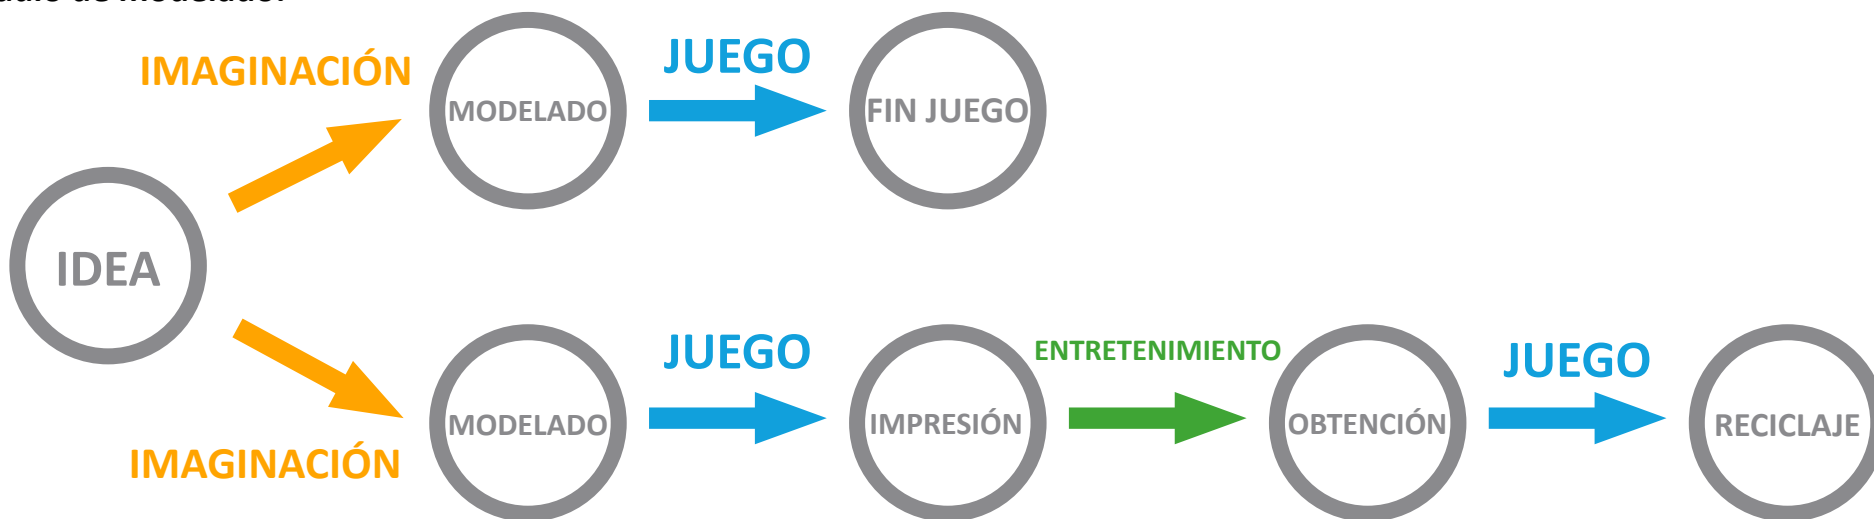 IMAGINACIÓN
JUEGO
MODELADO
FIN JUEGO
IDEA
JUEGO
ENTRETENIMIENTO
JUEGO
MODELADO
IMPRESIÓN
OBTENCIÓN
RECICLAJE
IMAGINACIÓN